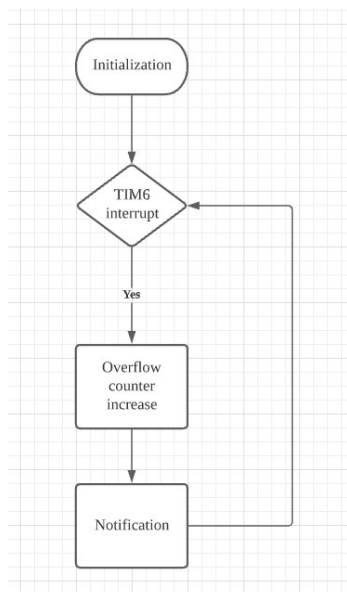 Initialization
TIM6
interrupt
Yes
Overflow
counter
increase
Notification